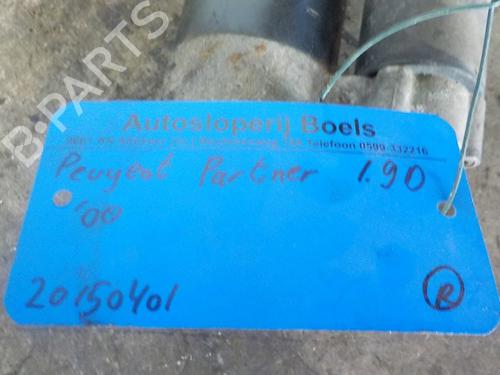 B-PARTS
Autosloperij Boels
Telefoon 0599-332216
Peugeot Partner 1.9D
'00
20150401
R